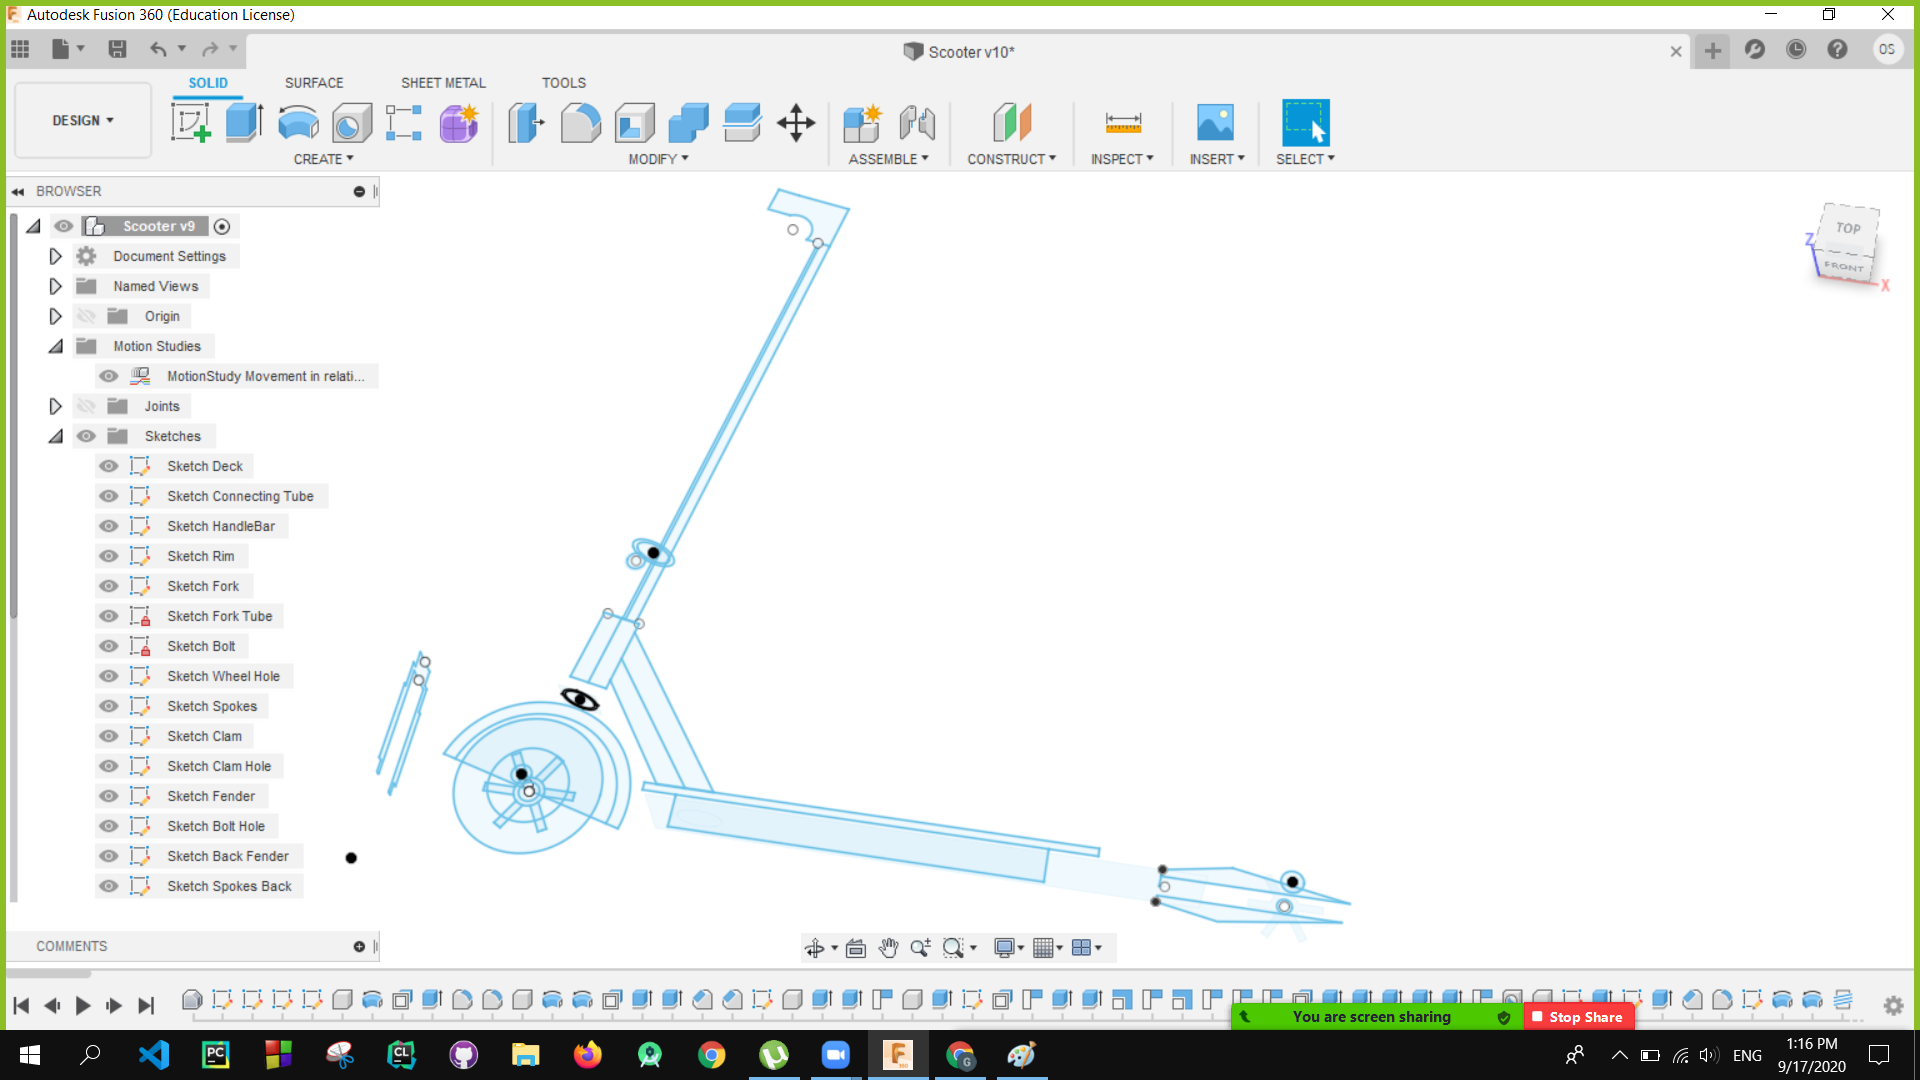 Autodesk Fusion 360 (Education License)
Scooter v10*
OS
SOLID SURFACE SHEET METAL TOOLS
DESIGN
CREATE MODIFY ASSEMBLE CONSTRUCT INSPECT INSERT SELECT
BROWSER
Scooter v9
Document Settings
Named Views
Origin
Motion Studies
MotionStudy Movement in relati...
Joints
Sketches
Sketch Deck
Sketch Connecting Tube
Sketch HandleBar
Sketch Rim
Sketch Fork
Sketch Fork Tube
Sketch Bolt
Sketch Wheel Hole
Sketch Spokes
Sketch Clam
Sketch Clam Hole
Sketch Fender
Sketch Bolt Hole
Sketch Back Fender
Sketch Spokes Back
TOP
Z
FRONT
X
COMMENTS
You are screen sharing Stop Share
PC
CL
F
360
G
ENG
1:16 PM
9/17/2020